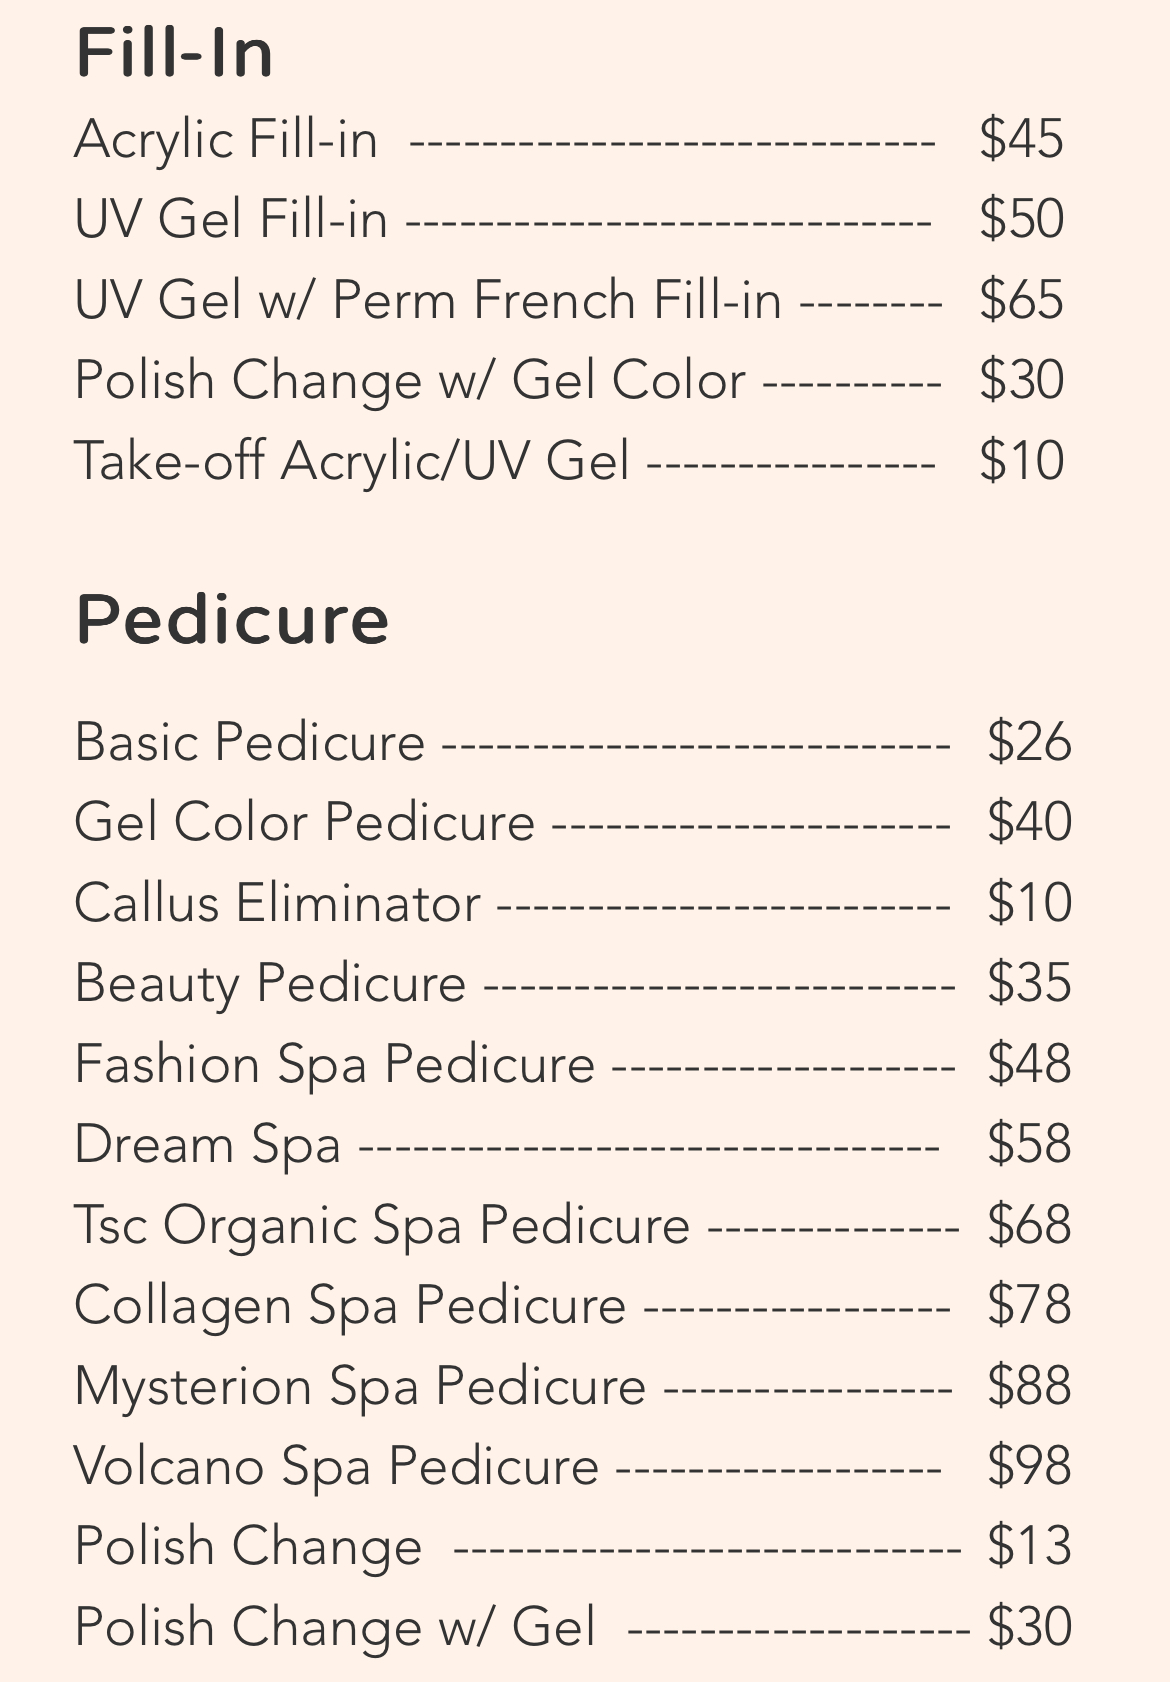 Fill-In
Acrylic Fill-in ----------------------------- $45
UV Gel Fill-in ----------------------------- $50
UV Gel w/ Perm French Fill-in -------- $65
Polish Change w/ Gel Color ---------- $30
Take-off Acrylic/UV Gel ---------------- $10
Pedicure
Basic Pedicure ---------------------------- $26
Gel Color Pedicure ---------------------- $40
Callus Eliminator ------------------------- $10
Beauty Pedicure -------------------------- $35
Fashion Spa Pedicure ------------------- $48
Dream Spa -------------------------------- $58
Tsc Organic Spa Pedicure -------------- $68
Collagen Spa Pedicure ----------------- $78
Mysterion Spa Pedicure ---------------- $88
Volcano Spa Pedicure ------------------ $98
Polish Change ---------------------------- $13
Polish Change w/ Gel ------------------- $30